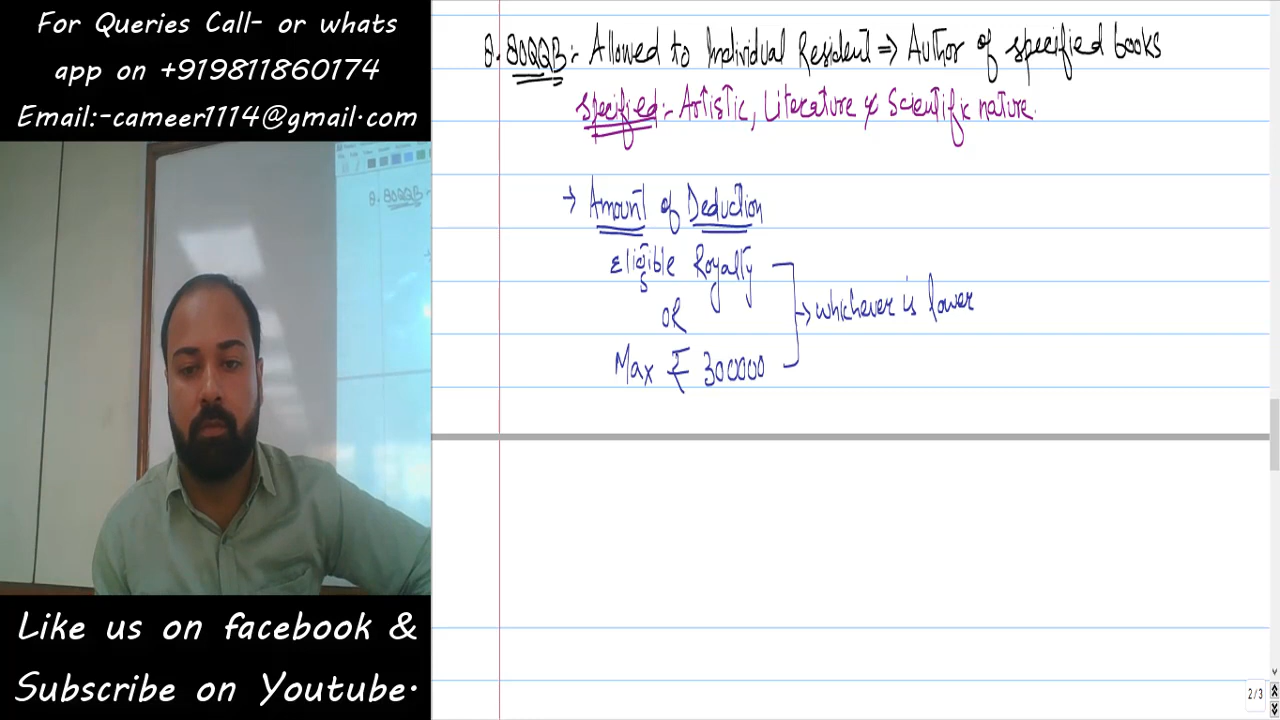 For Queries Call- or whats
app on +919811860174
Email:-cameer1114@gmail.com
8. 80QQB:- Allowed to Individual Resident => Author of specified books
Specified:- Artistic, Literature & Scientific nature.
→ Amount of Deduction
Eligible Royalty
OR
Max ₹ 300000
→ whichever is lower
8. 80QQB-
Like us on facebook &
Subscribe on Youtube.
2/3